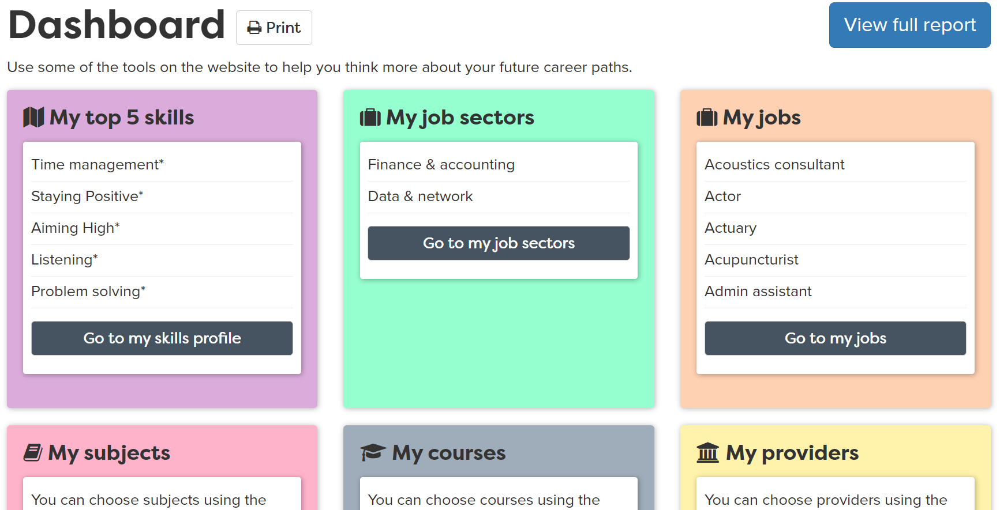 Dashboard
Print
View full report
Use some of the tools on the website to help you think more about your future career paths.
My top 5 skills
Time management*
Staying Positive*
Aiming High*
Listening*
Problem solving*
Go to my skills profile
My job sectors
Finance & accounting
Data & network
Go to my job sectors
My jobs
Acoustics consultant
Actor
Actuary
Acupuncturist
Admin assistant
Go to my jobs
My subjects
You can choose subjects using the
My courses
You can choose courses using the
My providers
You can choose providers using the